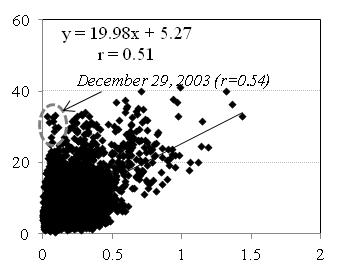 60
y = 19.98x + 5.27
r = 0.51
December 29, 2003 (r=0.54)
40
20
0
0 0.5 1 1.5 2